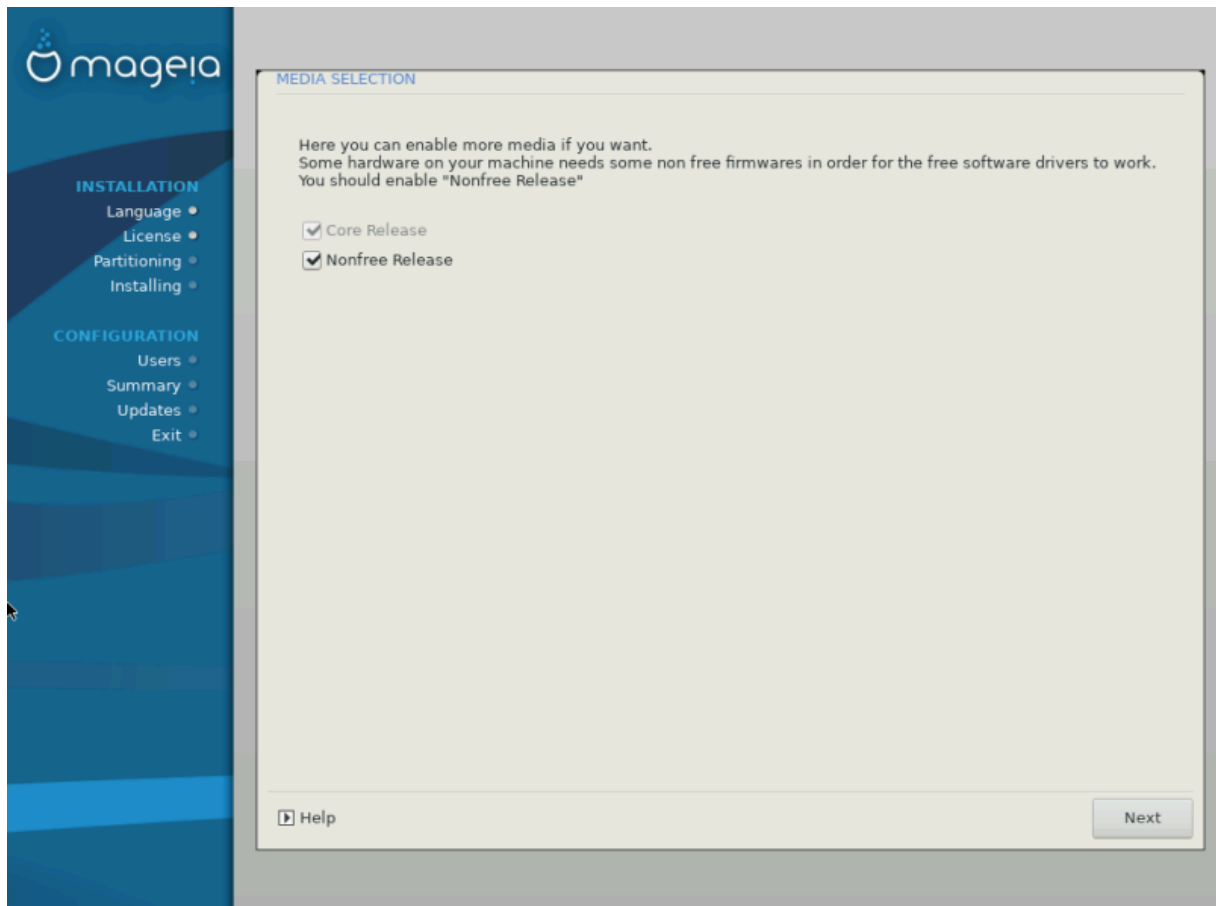 mageia
INSTALLATION
Language
License
Partitioning
Installing
CONFIGURATION
Users
Summary
Updates
Exit
MEDIA SELECTION
Here you can enable more media if you want.
Some hardware on your machine needs some non free firmwares in order for the free software drivers to work.
You should enable "Nonfree Release"
Core Release
Nonfree Release
Help
Next